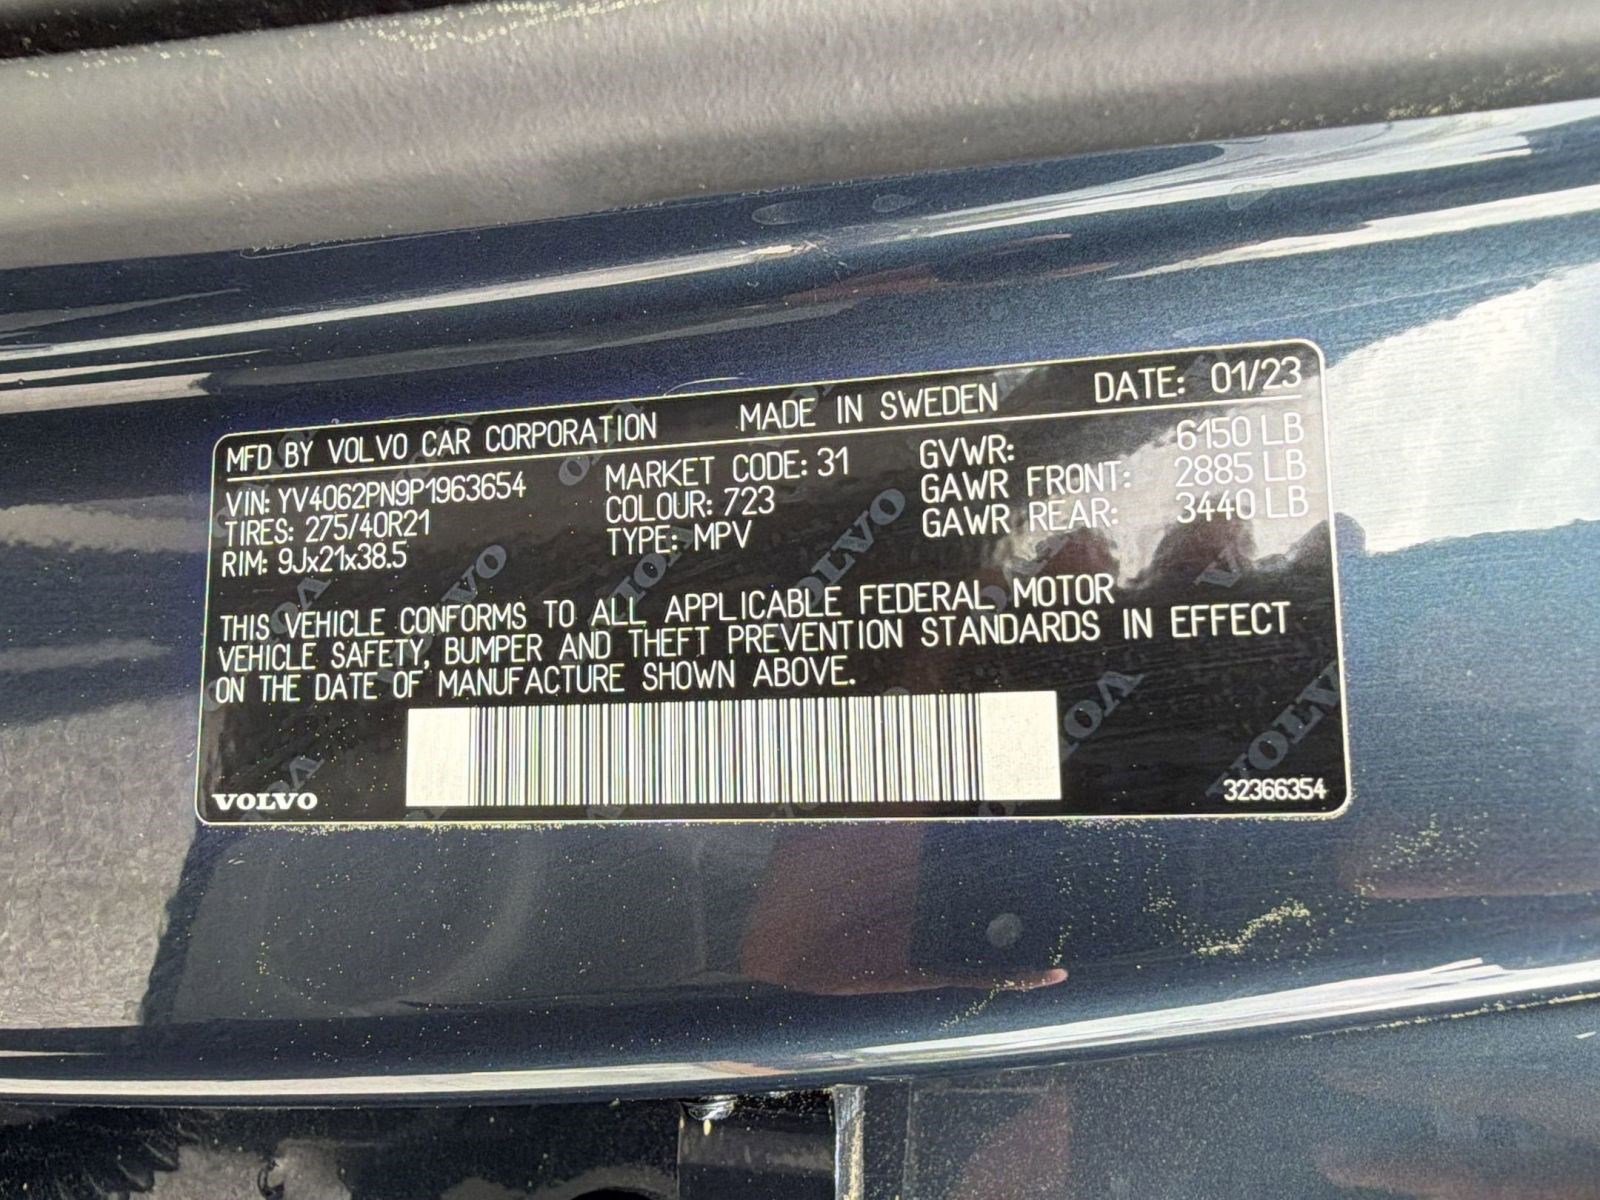 MFD BY VOLVO CAR CORPORATION MADE IN SWEDEN DATE: 01/23
VIN: YV4062PN9P1963654 MARKET CODE: 31 GVWR: 6150 LB
TIRES: 275/40R21 COLOUR: 723 GAWR FRONT: 2885 LB
RIM: 9Jx21x38.5 TYPE: MPV GAWR REAR: 3440 LB
THIS VEHICLE CONFORMS TO ALL APPLICABLE FEDERAL MOTOR
VEHICLE SAFETY, BUMPER AND THEFT PREVENTION STANDARDS IN EFFECT
ON THE DATE OF MANUFACTURE SHOWN ABOVE.
VOLVO 32366354